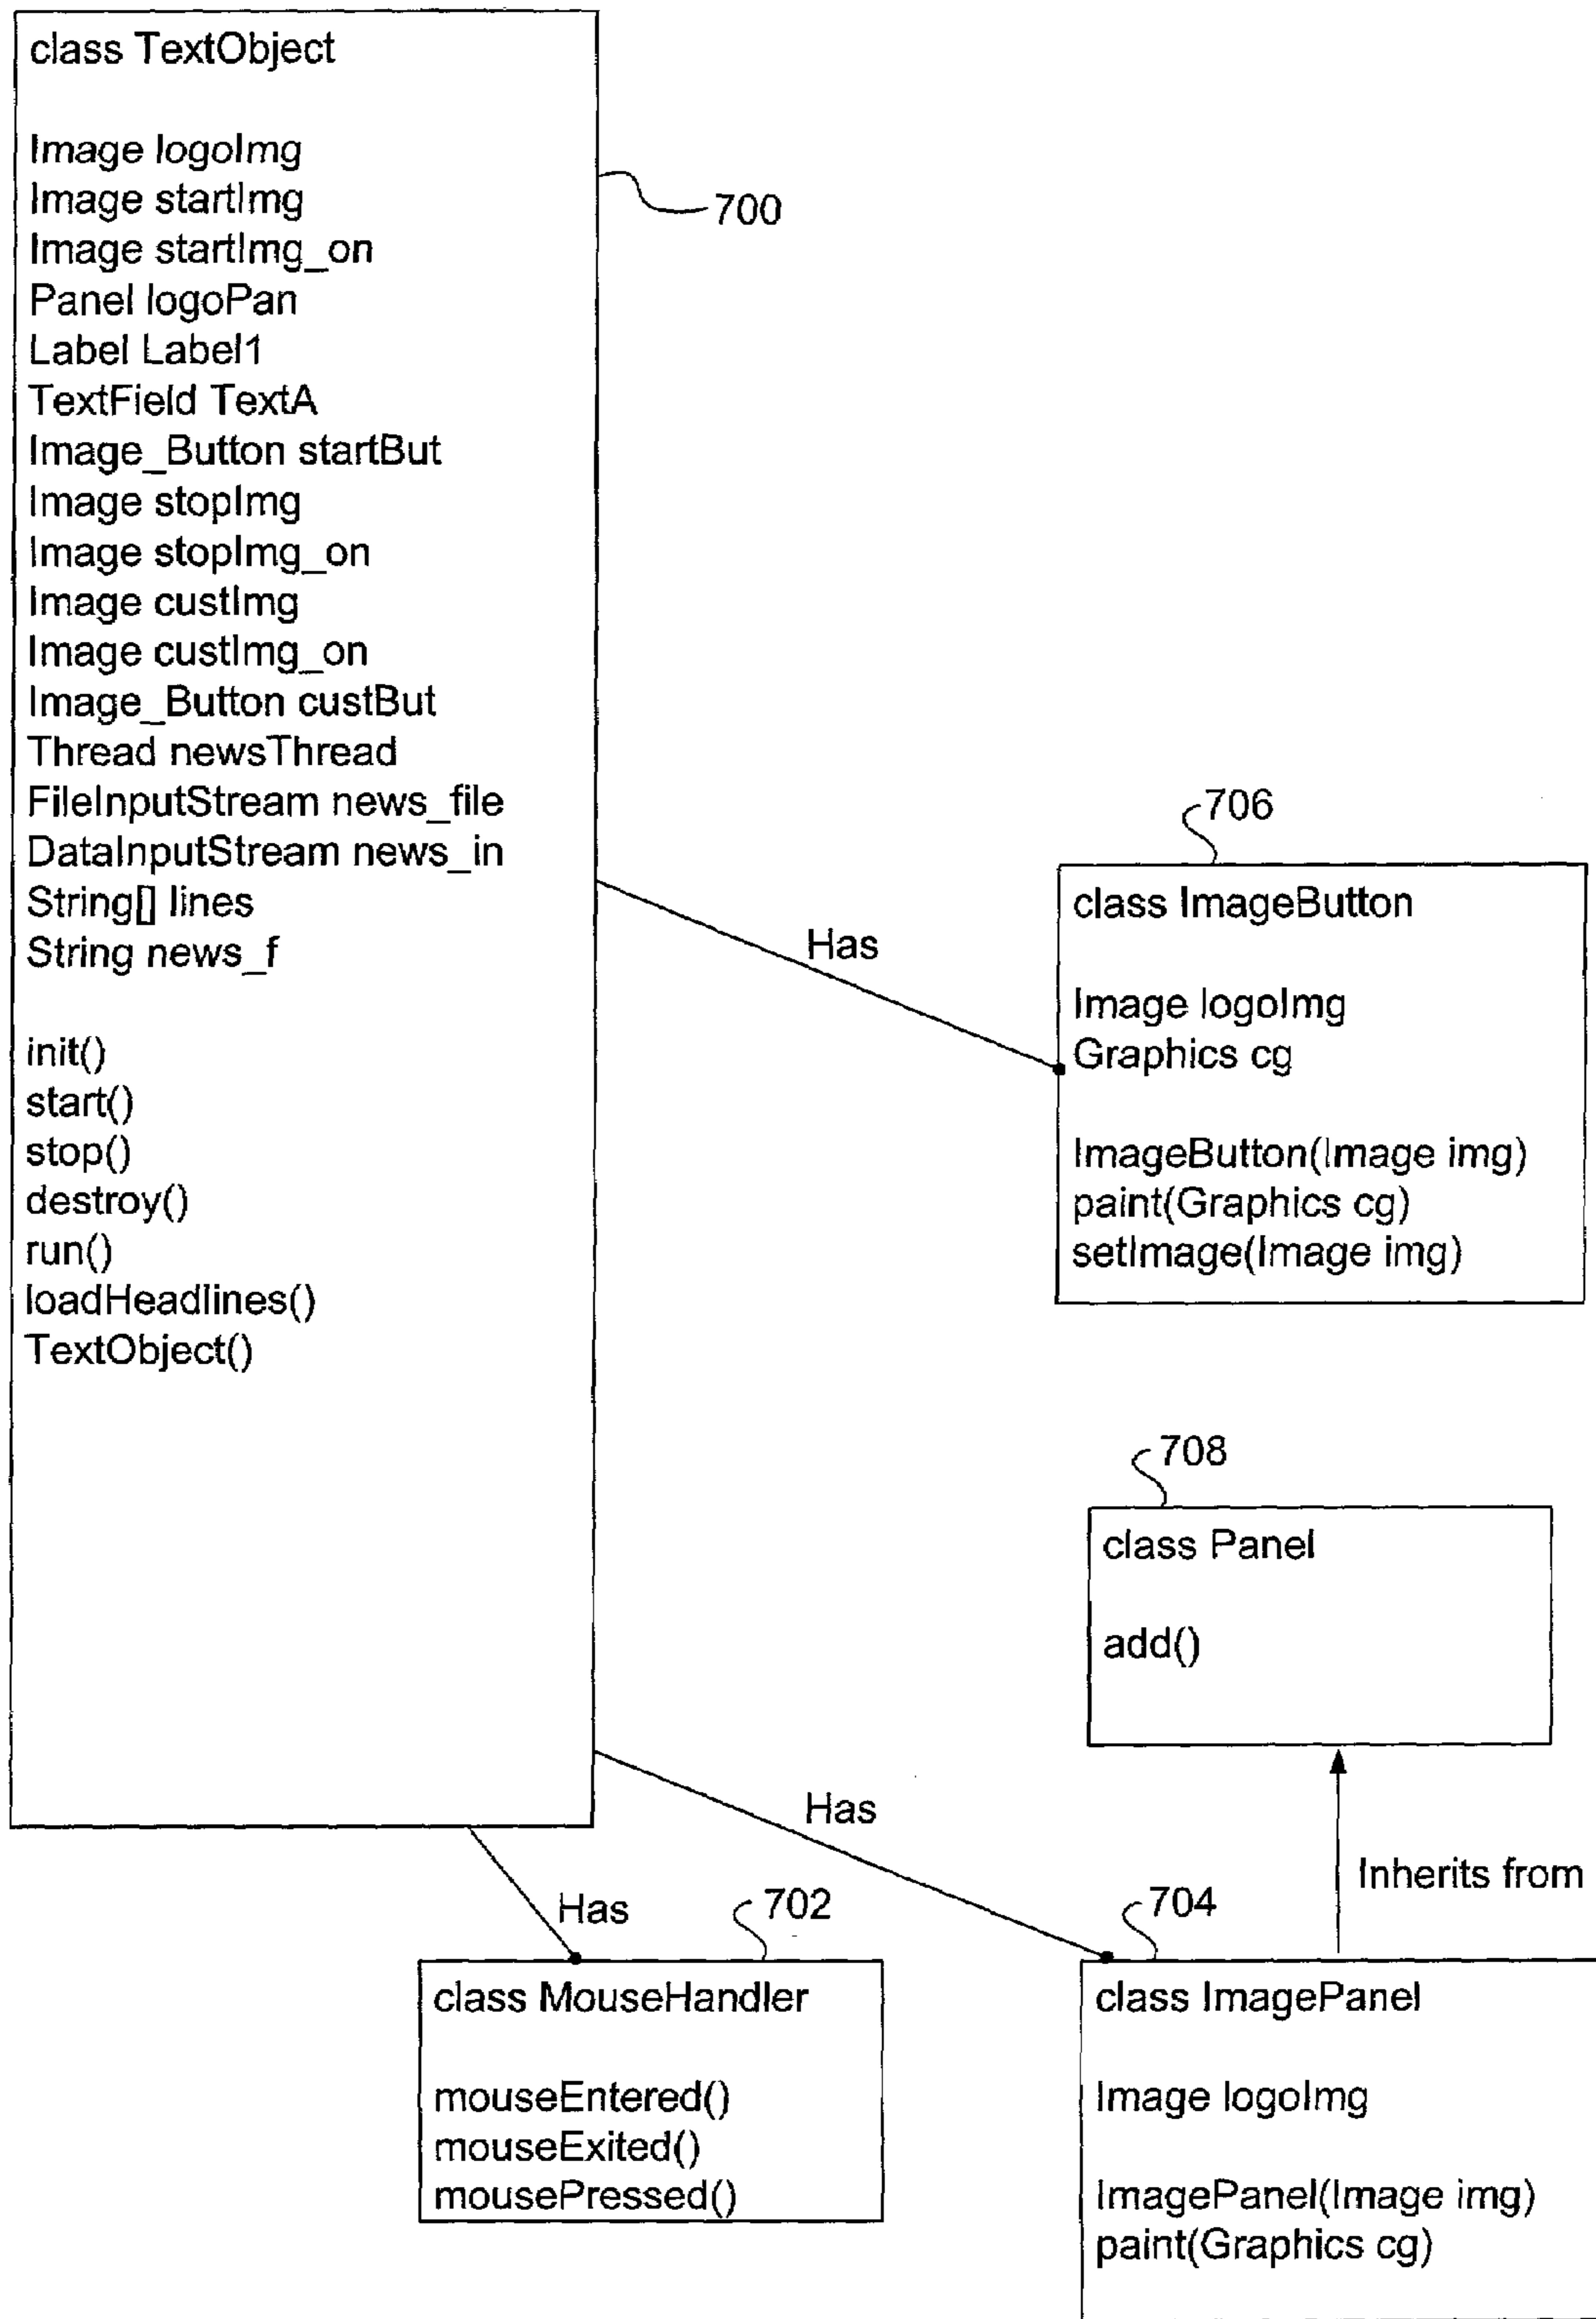 class TextObject
Image logoImg
Image startImg
Image startImg_on
Panel logoPan
Label Label1
TextField TextA
Image_Button startBut
Image stopImg
Image stopImg_on
Image custImg
Image custImg_on
Image_Button custBut
Thread newsThread
FileInputStream news_file
DataInputStream news_in
String[] lines
String news_f
init()
start()
stop()
destroy()
run()
loadHeadlines()
TextObject()
700
Has
706
class ImageButton
Image logoImg
Graphics cg
ImageButton(Image img)
paint(Graphics cg)
setImage(Image img)
708
class Panel
add()
Has
Inherits from
Has
702
class MouseHandler
mouseEntered()
mouseExited()
mousePressed()
704
class ImagePanel
Image logoImg
ImagePanel(Image img)
paint(Graphics cg)